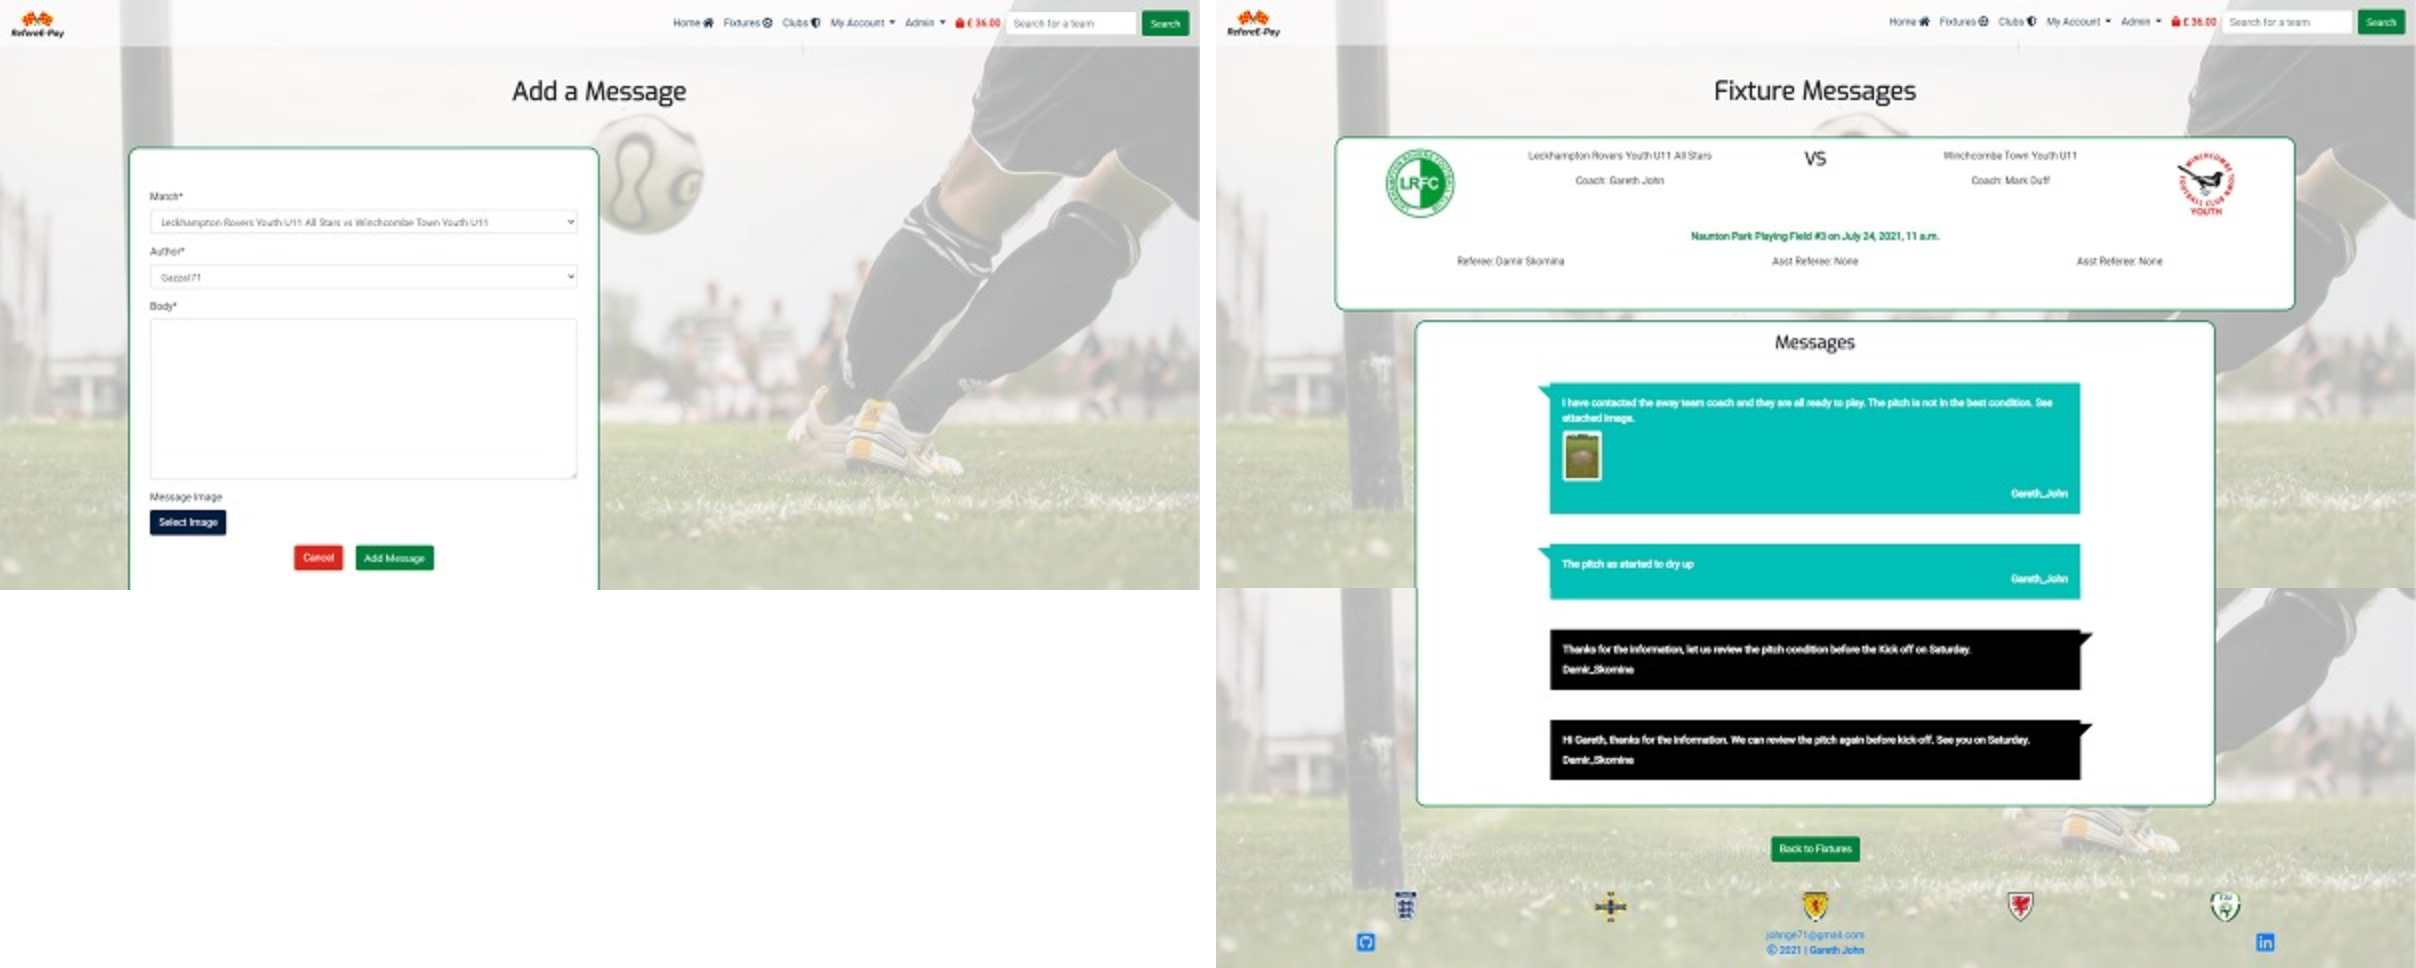 RefereE-Pay
Home Fixtures Clubs My Account Admin £ 36.00 Search for a team Search
Add a Message
Match*
Leckhampton Rovers Youth U11 All Stars vs Winchcombe Town Youth U11
Author*
Gazza171
Body*
Message Image
Select Image
Cancel Add Message
RefereE-Pay
Home Fixtures Clubs My Account Admin £ 36.00 Search for a team Search
Fixture Messages
LRFC
Leckhampton Rovers Youth U11 All Stars VS Winchcombe Town Youth U11
Coach: Gareth John Coach: Mark Duff
WINCHCOMBE TOWN FOOTBALL CLUB YOUTH
Naunton Park Playing Field #3 on July 24, 2021, 11 a.m.
Referee: Damir Skomina Asst Referee: None Asst Referee: None
Messages
I have contacted the away team coach and they are all ready to play. The pitch is not in the best condition. See
attached image.
Gareth_John
The pitch as started to dry up
Gareth_John
Thanks for the information, let us review the pitch condition before the Kick off on Saturday.
Damir_Skomina
Hi Gareth, thanks for the information. We can review the pitch again before kick-off. See you on Saturday.
Damir_Skomina
Back to Fixtures
johnge71@gmail.com
© 2021 | Gareth John